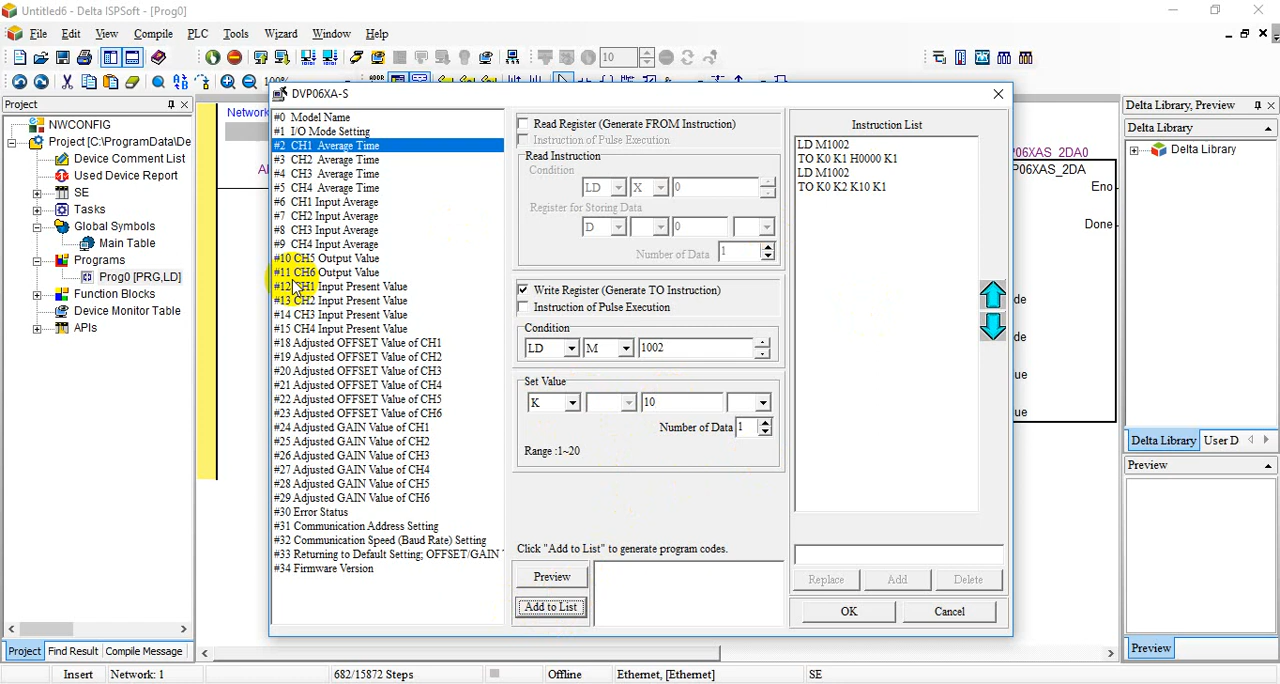 Untitled6 - Delta ISPSoft - [Prog0]
File Edit View Compile PLC Tools Wizard Window Help
10
100%
Project
NWCONFIG
Project [C:\ProgramData\De
Device Comment List
Used Device Report
SE
Tasks
Global Symbols
Main Table
Programs
Prog0 [PRG,LD]
Function Blocks
Device Monitor Table
APIs
Project Find Result Compile Message
Network
DVP06XA-S
#0 Model Name
#1 I/O Mode Setting
#2 CH1 Average Time
#3 CH2 Average Time
#4 CH3 Average Time
#5 CH4 Average Time
#6 CH1 Input Average
#7 CH2 Input Average
#8 CH3 Input Average
#9 CH4 Input Average
#10 CH5 Output Value
#11 CH6 Output Value
#12 CH1 Input Present Value
#13 CH2 Input Present Value
#14 CH3 Input Present Value
#15 CH4 Input Present Value
#18 Adjusted OFFSET Value of CH1
#19 Adjusted OFFSET Value of CH2
#20 Adjusted OFFSET Value of CH3
#21 Adjusted OFFSET Value of CH4
#22 Adjusted OFFSET Value of CH5
#23 Adjusted OFFSET Value of CH6
#24 Adjusted GAIN Value of CH1
#25 Adjusted GAIN Value of CH2
#26 Adjusted GAIN Value of CH3
#27 Adjusted GAIN Value of CH4
#28 Adjusted GAIN Value of CH5
#29 Adjusted GAIN Value of CH6
#30 Error Status
#31 Communication Address Setting
#32 Communication Speed (Baud Rate) Setting
#33 Returning to Default Setting; OFFSET/GAIN
#34 Firmware Version
Read Register (Generate FROM Instruction)
Instruction of Pulse Execution
Read Instruction
Condition
LD X 0
Register for Storing Data
D 0
Number of Data 1
Write Register (Generate TO Instruction)
Instruction of Pulse Execution
Condition
LD M 1002
Set Value
K 10
Number of Data 1
Range :1~20
Click "Add to List" to generate program codes.
Preview
Add to List
Instruction List
LD M1002
TO K0 K1 H0000 K1
LD M1002
TO K0 K2 K10 K1
Replace Add Delete
OK Cancel
06XAS_2DA0
P06XAS_2DA
Eno
Done
de
de
ue
ue
Delta Library, Preview
Delta Library
Delta Library
Delta Library User D
Preview
Preview
Insert Network: 1 682/15872 Steps Offline Ethernet, [Ethernet] SE